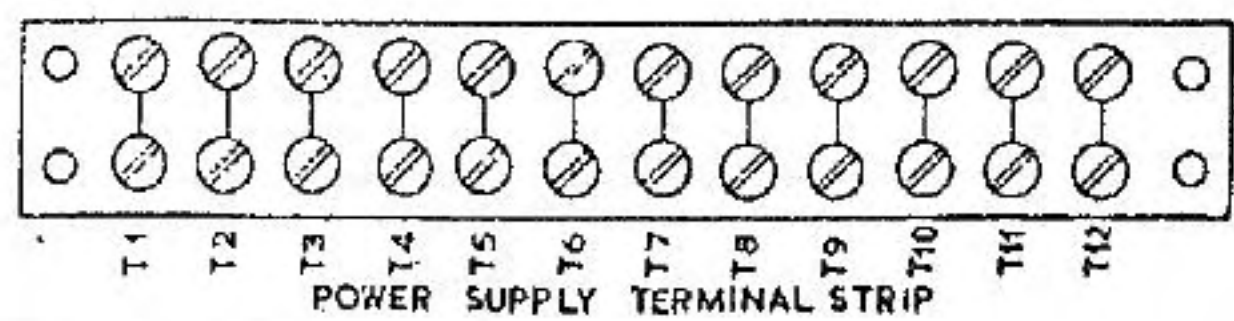 T1 T2 T3 T4 T5 T6 T7 T8 T9 T10 T11 T12
POWER SUPPLY TERMINAL STRIP